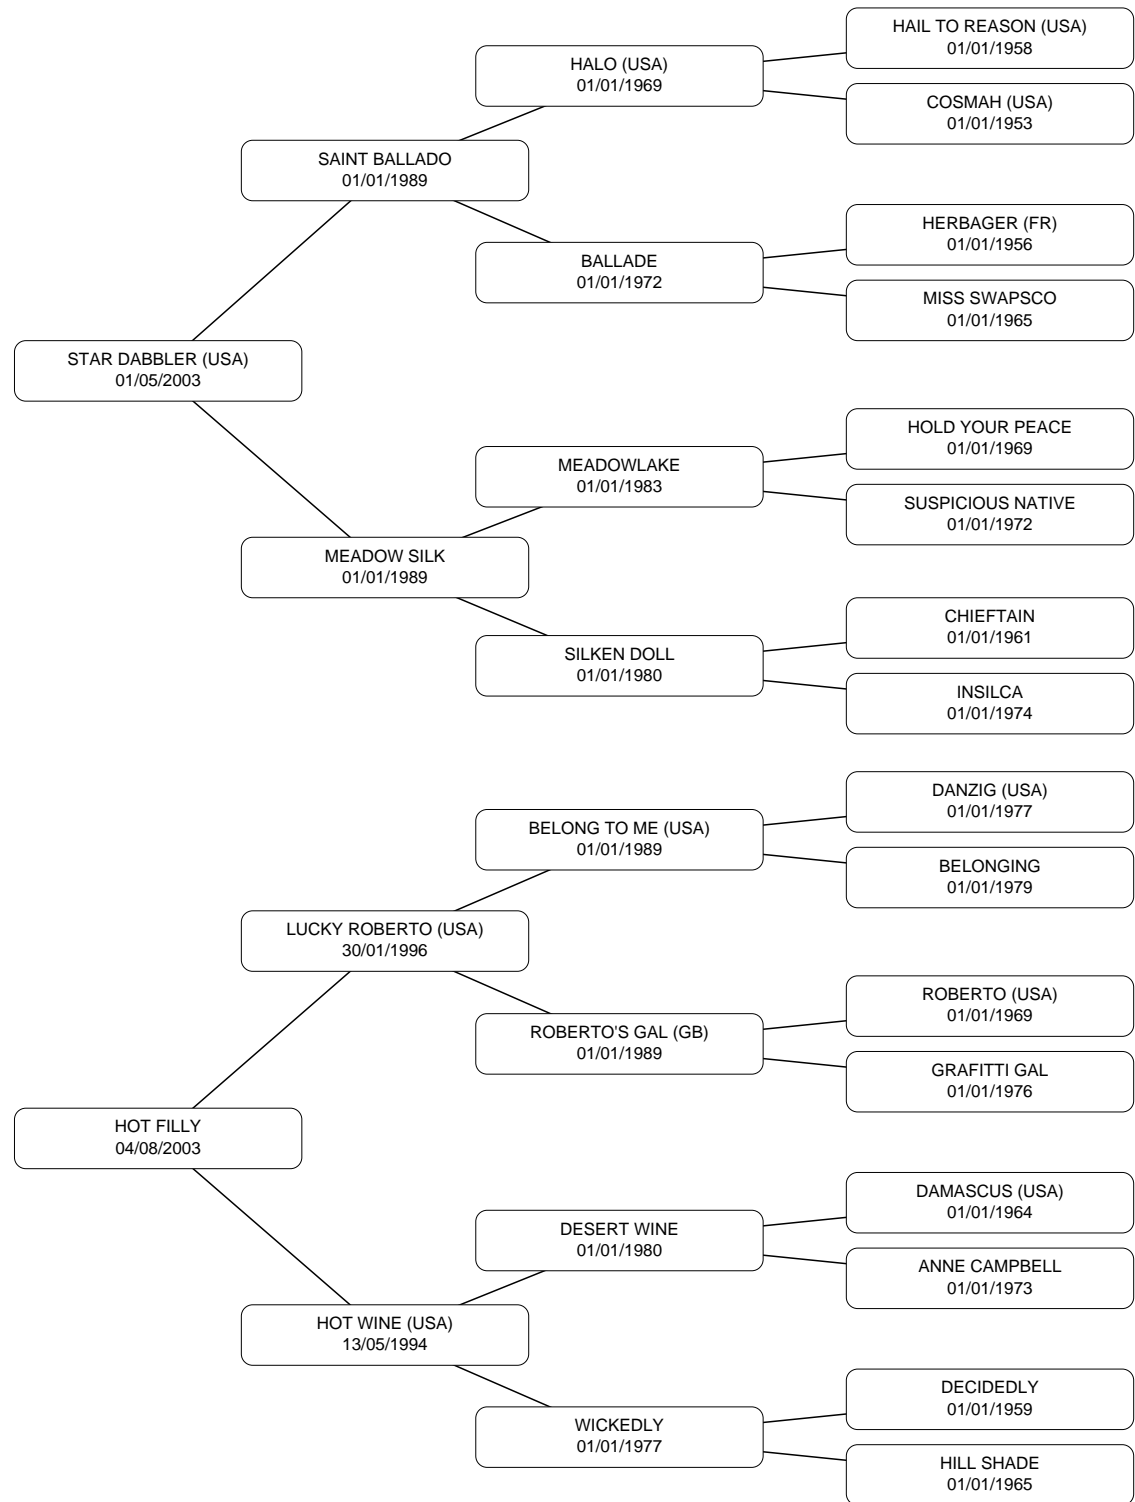 HAIL TO REASON (USA)
01/01/1958
HALO (USA)
01/01/1969
COSMAH (USA)
01/01/1953
SAINT BALLADO
01/01/1989
HERBAGER (FR)
01/01/1956
BALLADE
01/01/1972
MISS SWAPSCO
01/01/1965
STAR DABBLER (USA)
01/05/2003
HOLD YOUR PEACE
01/01/1969
MEADOWLAKE
01/01/1983
SUSPICIOUS NATIVE
01/01/1972
MEADOW SILK
01/01/1989
CHIEFTAIN
01/01/1961
SILKEN DOLL
01/01/1980
INSILCA
01/01/1974
DANZIG (USA)
01/01/1977
BELONG TO ME (USA)
01/01/1989
BELONGING
01/01/1979
LUCKY ROBERTO (USA)
30/01/1996
ROBERTO (USA)
01/01/1969
ROBERTO'S GAL (GB)
01/01/1989
GRAFITTI GAL
01/01/1976
HOT FILLY
04/08/2003
DAMASCUS (USA)
01/01/1964
DESERT WINE
01/01/1980
ANNE CAMPBELL
01/01/1973
HOT WINE (USA)
13/05/1994
DECIDEDLY
01/01/1959
WICKEDLY
01/01/1977
HILL SHADE
01/01/1965